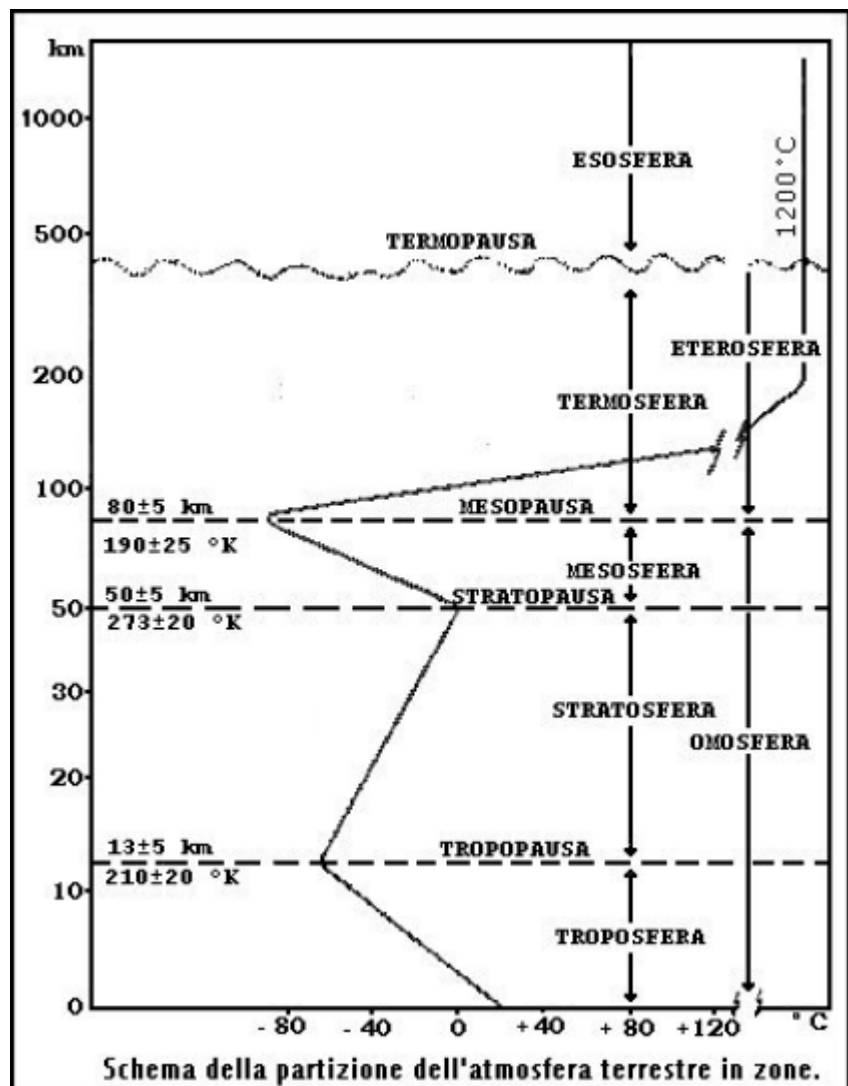 km
1000
ESOSFERA
1200°C
500
TERMOPAUSA
ETEROSFERA
200
TERMOSFERA
100
80±5 km
MESOPAUSA
190±25 °K
MESOSFERA
50±5 km
STRATOPAUSA
50
273±20 °K
30
STRATOSFERA
OMOSFERA
20
13±5 km
TROPOPAUSA
210±20 °K
10
TROPOSFERA
0
-80 -40 0 +40 +80 +120 °C
Schema della partizione dell'atmosfera terrestre in zone.